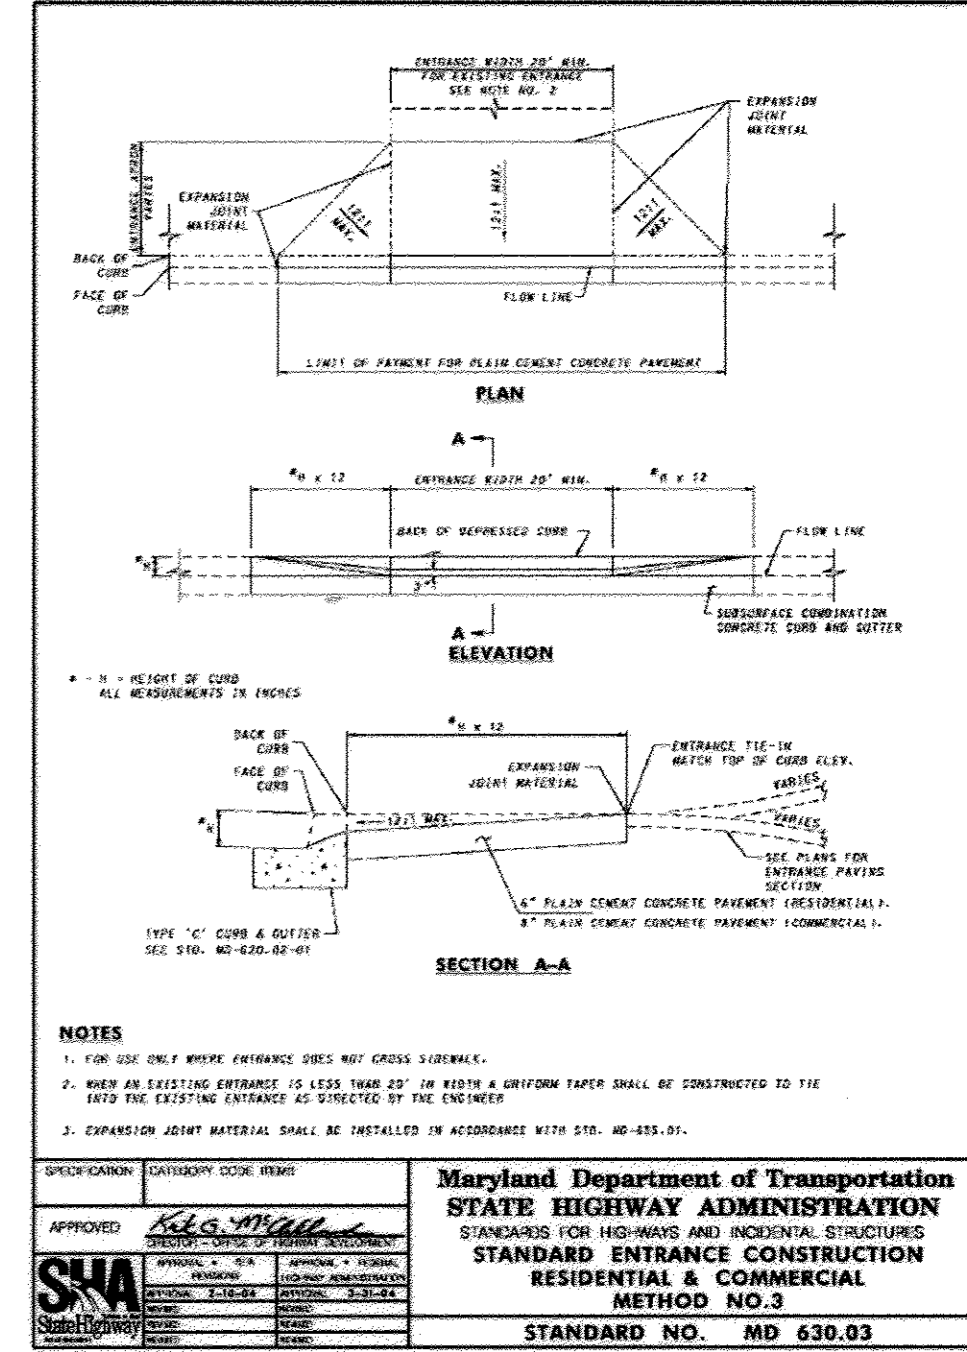 ENTRANCE WIDTH 20' MIN.
FOR EXISTING ENTRANCE
SEE NOTE NO. 2
EXPANSION
JOINT
MATERIAL
ENTRANCE APRON
VARIES
EXPANSION
JOINT
MATERIAL
12:1
MAX.
12:1 MAX.
12:1
MAX.
BACK OF
CURB
FACE OF
CURB
FLOW LINE
LIMIT OF PAYMENT FOR PLAIN CEMENT CONCRETE PAVEMENT
PLAN
A
*H x 12
ENTRANCE WIDTH 20' MIN.
*H x 12
BACK OF DEPRESSED CURB
FLOW LINE
*H
SUBSURFACE COMBINATION
CONCRETE CURB AND GUTTER
A
ELEVATION
* - H = HEIGHT OF CURB
ALL MEASUREMENTS IN INCHES
*H x 12
BACK OF
CURB
FACE OF
CURB
EXPANSION
JOINT MATERIAL
ENTRANCE TIE-IN
MATCH TOP OF CURB ELEV.
VARIES
*H
12:1 MAX.
VARIES
SEE PLANS FOR
ENTRANCE PAVING
SECTION
6" PLAIN CEMENT CONCRETE PAVEMENT (RESIDENTIAL).
8" PLAIN CEMENT CONCRETE PAVEMENT (COMMERCIAL).
TYPE 'C' CURB & GUTTER
SEE STD. MD-620.02-01
SECTION A-A
NOTES
1. FOR USE ONLY WHERE ENTRANCE DOES NOT CROSS SIDEWALK.
2. WHEN AN EXISTING ENTRANCE IS LESS THAN 20' IN WIDTH A UNIFORM TAPER SHALL BE CONSTRUCTED TO TIE
INTO THE EXISTING ENTRANCE AS DIRECTED BY THE ENGINEER
3. EXPANSION JOINT MATERIAL SHALL BE INSTALLED IN ACCORDANCE WITH STD. MD-655.01.
SPECIFICATION
CATEGORY CODE ITEMS
APPROVED
DIRECTOR - OFFICE OF HIGHWAY DEVELOPMENT
SHA
State Highway
APPROVAL • SHA
REVISIONS
APPROVAL • FEDERAL
HIGHWAY ADMINISTRATION
APPROVAL 2-10-04
APPROVAL 3-31-04
REVISED
REVISED
REVISED
REVISED
REVISED
REVISED
Maryland Department of Transportation
STATE HIGHWAY ADMINISTRATION
STANDARDS FOR HIGHWAYS AND INCIDENTAL STRUCTURES
STANDARD ENTRANCE CONSTRUCTION
RESIDENTIAL & COMMERCIAL
METHOD NO.3
STANDARD NO. MD 630.03